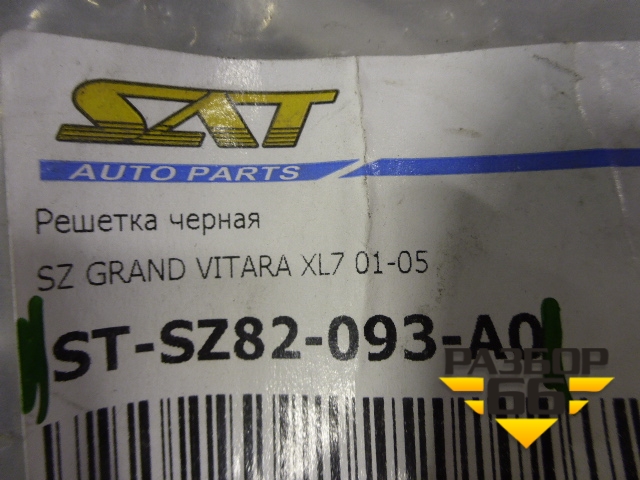 SAT
AUTO PARTS
Решетка черная
SZ GRAND VITARA XL7 01-05
ST-SZ82-093-A0
РАЗБОР
66